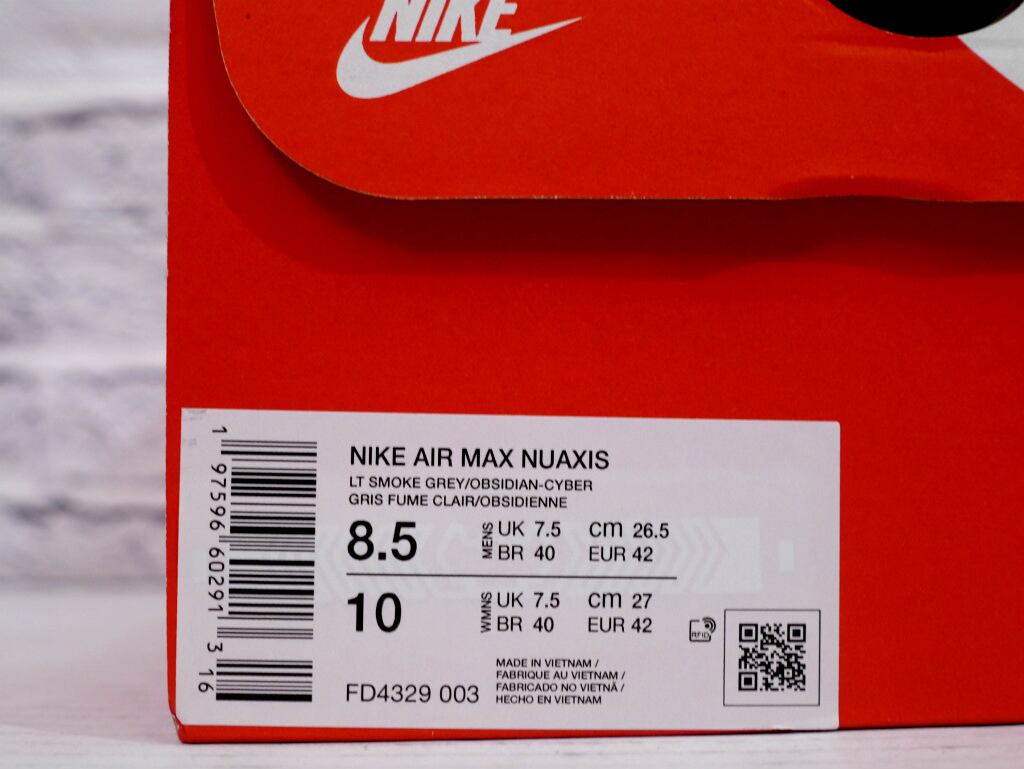 NIKE
NIKE AIR MAX NUAXIS
LT SMOKE GREY/OBSIDIAN-CYBER
GRIS FUME CLAIR/OBSIDIENNE
8.5 MENS UK 7.5 cm 26.5
BR 40 EUR 42
10 WMNS UK 7.5 cm 27
BR 40 EUR 42
RFID
MADE IN VIETNAM /
FABRIQUE AU VIETNAM /
FABRICADO NO VIETNÃ /
HECHO EN VIETNAM
FD4329 003
1 97596 60291 3 16